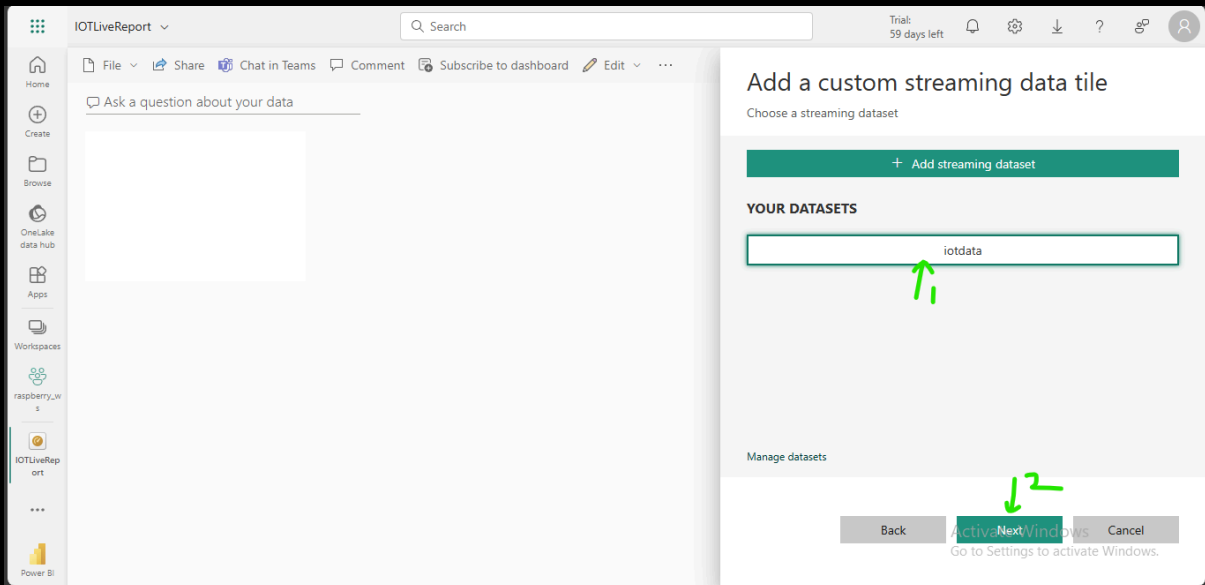 IOTLiveReport
Search
Trial:
59 days left
Home
Create
Browse
OneLake
data hub
Apps
Workspaces
raspberry_w
s
IOTLiveRep
ort
Power BI
File
Share
Chat in Teams
Comment
Subscribe to dashboard
Edit
Ask a question about your data
Add a custom streaming data tile
Choose a streaming dataset
+ Add streaming dataset
YOUR DATASETS
iotdata
1
Manage datasets
2
Back
Next
Cancel
Activate Windows
Go to Settings to activate Windows.